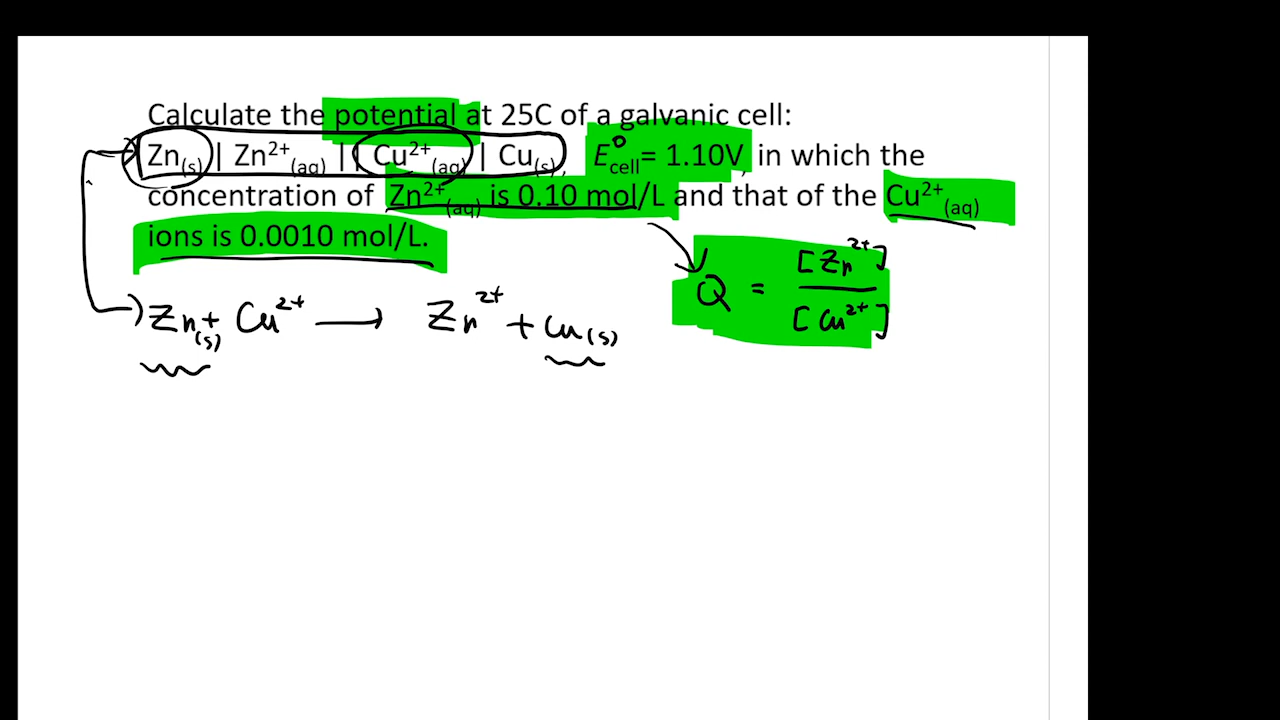 Calculate the potential at 25C of a galvanic cell:
Zn(s) | Zn²⁺(aq) || Cu²⁺(aq) | Cu(s), E°cell = 1.10V, in which the
concentration of Zn²⁺(aq) is 0.10 mol/L and that of the Cu²⁺(aq)
ions is 0.0010 mol/L.
Q = [Zn²⁺] / [Cu²⁺]
Zn(s) + Cu²⁺ → Zn²⁺ + Cu(s)